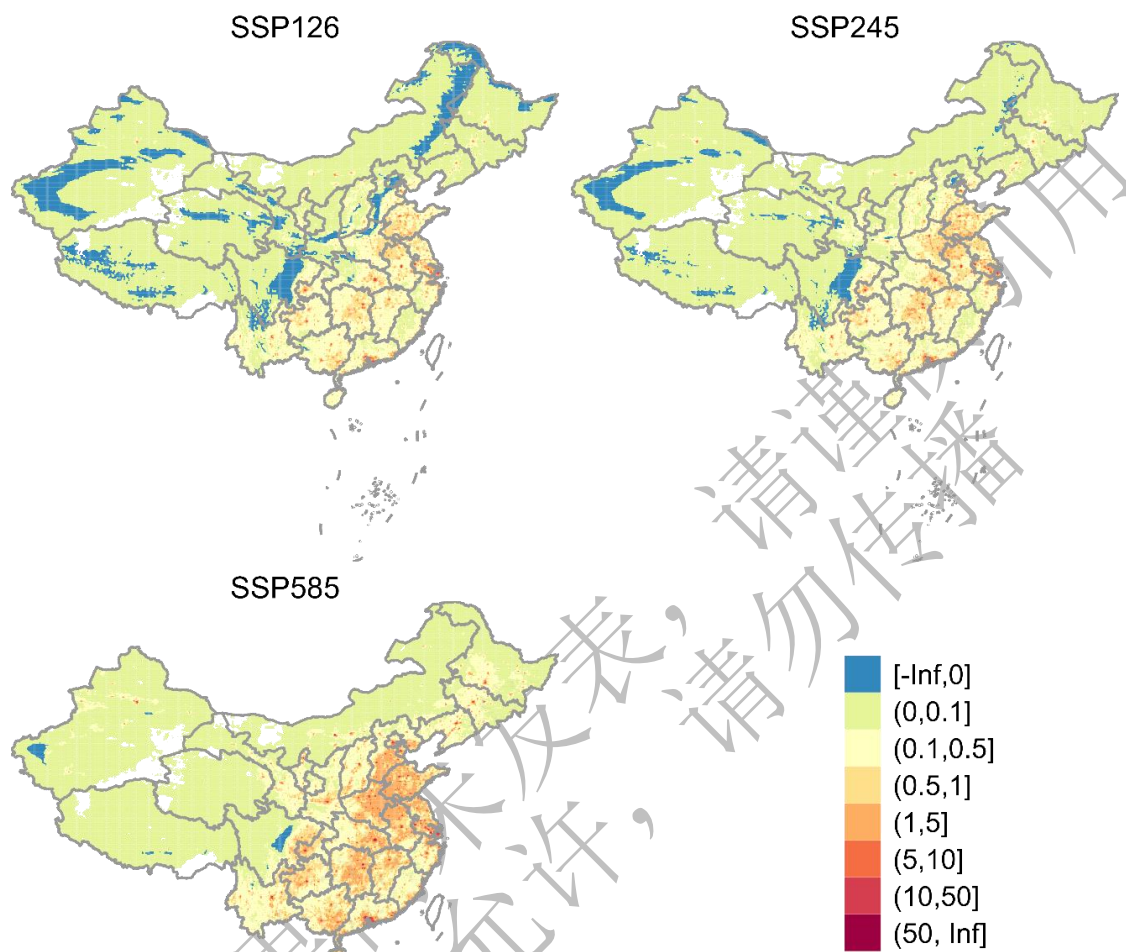 SSP126
SSP245
SSP585
[-Inf,0]
(0,0.1]
(0.1,0.5]
(0.5,1]
(1,5]
(5,10]
(10,50]
(50, Inf]
请谨慎引用
请勿传播
未发表,
允许,